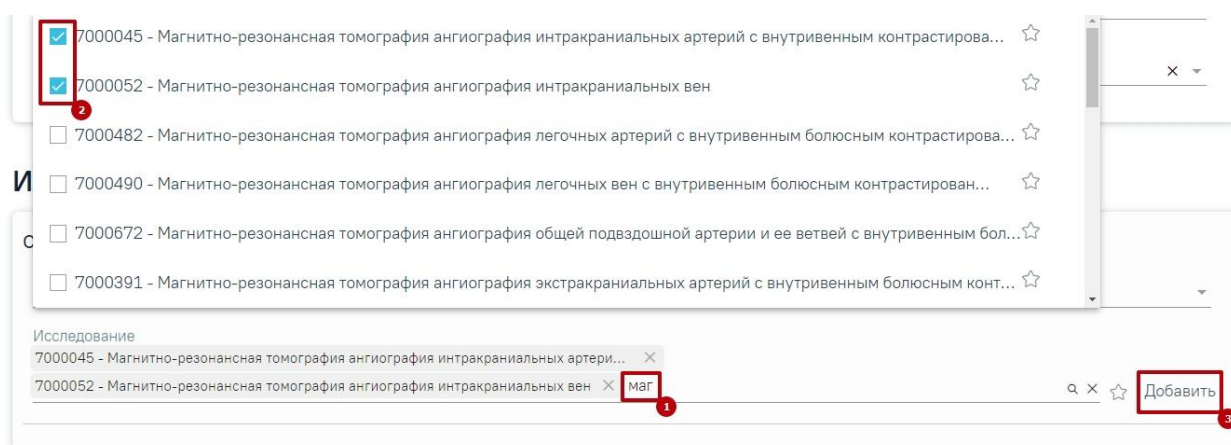 7000045 - Магнитно-резонансная томография ангиография интракраниальных артерий с внутривенным контрастирова...
7000052 - Магнитно-резонансная томография ангиография интракраниальных вен
2
7000482 - Магнитно-резонансная томография ангиография легочных артерий с внутривенным болюсным контрастирова...
И
7000490 - Магнитно-резонансная томография ангиография легочных вен с внутривенным болюсным контрастирован...
7000672 - Магнитно-резонансная томография ангиография общей подвздошной артерии и ее ветвей с внутривенным бол...
7000391 - Магнитно-резонансная томография ангиография экстракраниальных артерий с внутривенным болюсным конт...
Исследование
7000045 - Магнитно-резонансная томография ангиография интракраниальных артери...
7000052 - Магнитно-резонансная томография ангиография интракраниальных вен маг Добавить
1 3